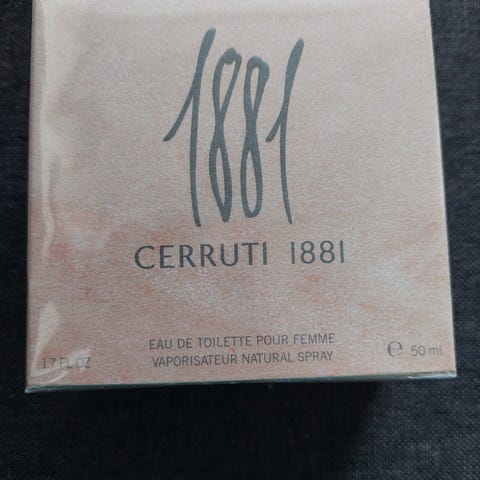 1881
CERRUTI 1881
EAU DE TOILETTE POUR FEMME
VAPORISATEUR NATURAL SPRAY
1.7 FL OZ
℮ 50 ml